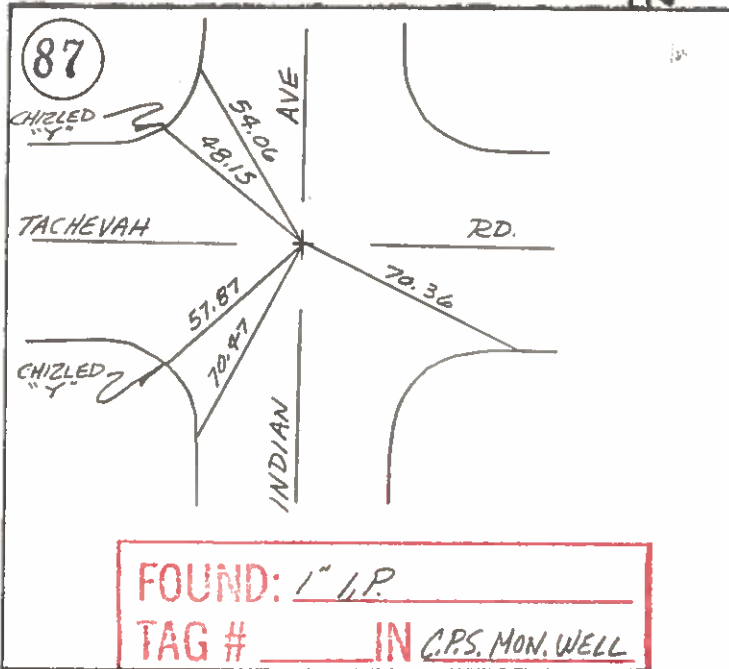 87
CHIZLED
"Y"
54.06
AVE
48.15
TACHEVAH
RD.
70.36
57.87
70.47
CHIZLED
"Y"
INDIAN
FOUND: 1" I.P.
TAG # ______ IN C.P.S. MON. WELL